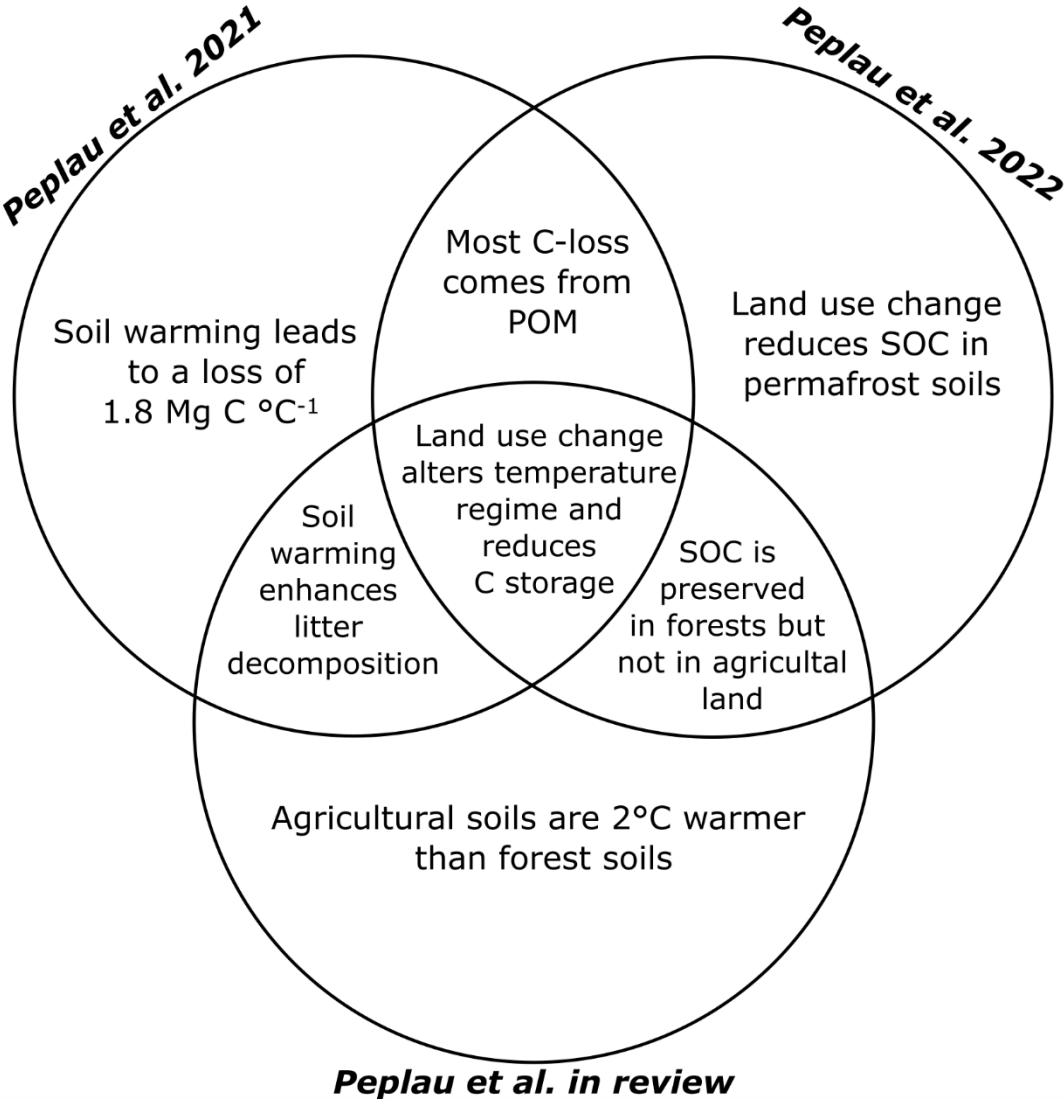 Peplau et al. 2021
Peplau et al. 2022
Most C-loss
comes from
POM
Soil warming leads
to a loss of
1.8 Mg C °C⁻¹
Land use change
reduces SOC in
permafrost soils
Land use change
alters temperature
regime and
reduces
C storage
Soil
warming
enhances
litter
decomposition
SOC is
preserved
in forests but
not in agricultal
land
Agricultural soils are 2°C warmer
than forest soils
Peplau et al. in review